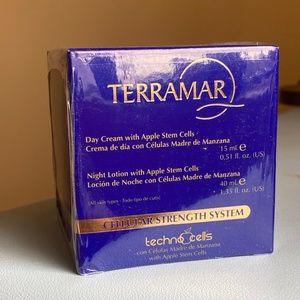 TERRAMAR
Day Cream with Apple Stem Cells
Crema de día con Células Madre de Manzana
15 ml e
0.51 fl. oz. (US)
Night Lotion with Apple Stem Cells
Loción de Noche con Células Madre de Manzana
40 ml e
1.35 fl. oz. (US)
(All skin types - Todo tipo de cutis)
CELLULAR STRENGTH SYSTEM
technocells
con Células Madre de Manzana
with Apple Stem Cells